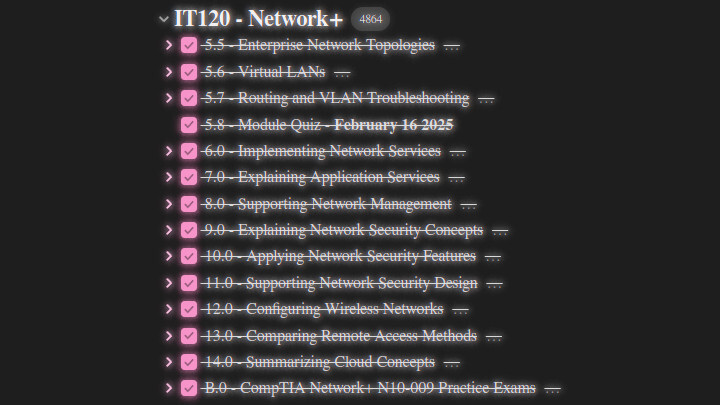 IT120 - Network+ 4864
5.5 - Enterprise Network Topologies ...
5.6 - Virtual LANs ...
5.7 - Routing and VLAN Troubleshooting ...
5.8 - Module Quiz - February 16 2025
6.0 - Implementing Network Services ...
7.0 - Explaining Application Services ...
8.0 - Supporting Network Management ...
9.0 - Explaining Network Security Concepts ...
10.0 - Applying Network Security Features ...
11.0 - Supporting Network Security Design ...
12.0 - Configuring Wireless Networks ...
13.0 - Comparing Remote Access Methods ...
14.0 - Summarizing Cloud Concepts ...
B.0 - CompTIA Network+ N10-009 Practice Exams ...